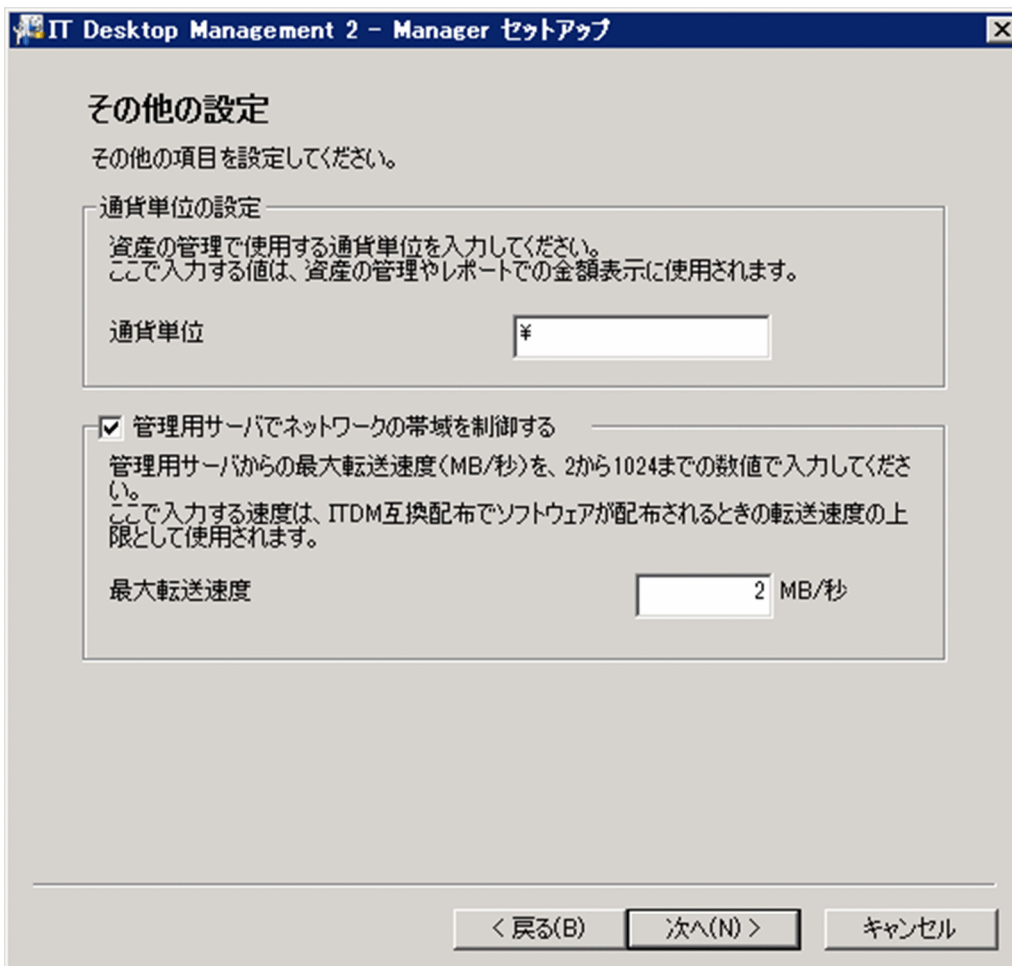 IT Desktop Management 2 - Manager セットアップ
その他の設定
その他の項目を設定してください。
通貨単位の設定
資産の管理で使用する通貨単位を入力してください。
ここで入力する値は、資産の管理やレポートでの金額表示に使用されます。
通貨単位
¥
管理用サーバでネットワークの帯域を制御する
管理用サーバからの最大転送速度(MB/秒)を、2から1024までの数値で入力してくださ
い。
ここで入力する速度は、ITDM互換配布でソフトウェアが配布されるときの転送速度の上
限として使用されます。
最大転送速度
2 MB/秒
< 戻る(B)
次へ(N) >
キャンセル